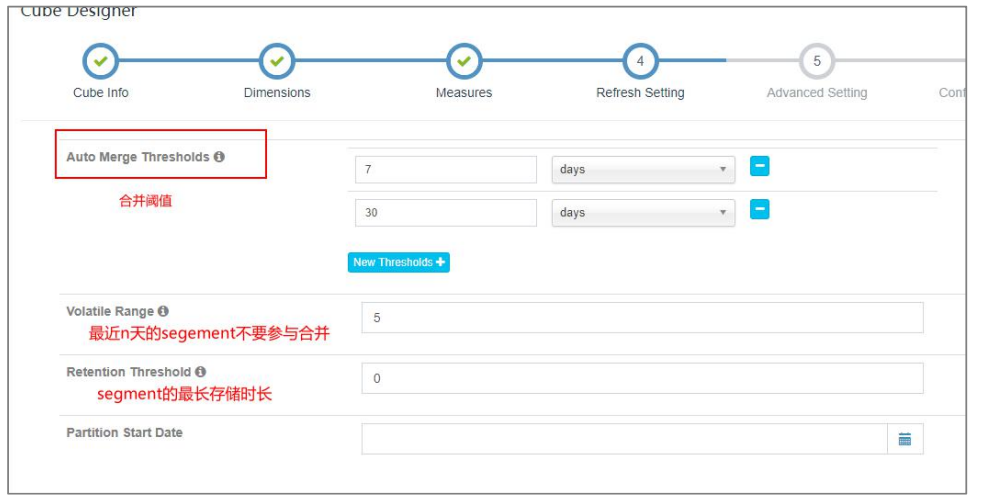 Cube Designer
4
5
Cube Info
Dimensions
Measures
Refresh Setting
Advanced Setting
Auto Merge Thresholds
7
days
合并阈值
30
days
New Thresholds
Volatile Range
5
最近n天的segement不要参与合并
Retention Threshold
0
segment的最长存储时长
Partition Start Date